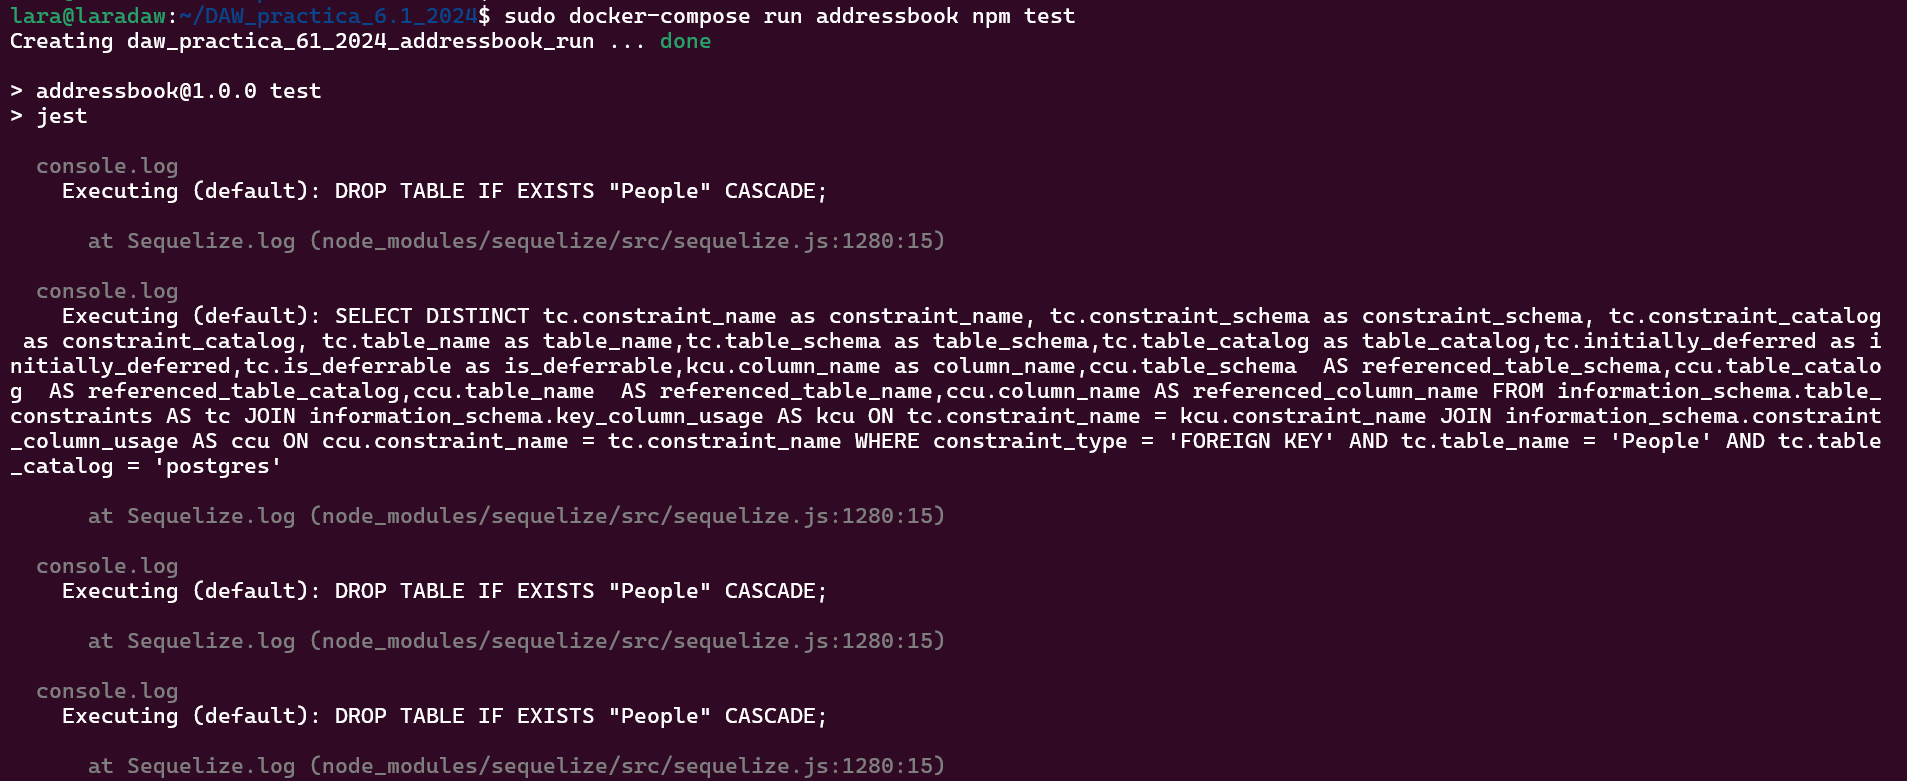 lara@laradaw:~/DAW_practica_6.1_2024$ sudo docker-compose run addressbook npm test
Creating daw_practica_61_2024_addressbook_run ... done
> addressbook@1.0.0 test
> jest
console.log
Executing (default): DROP TABLE IF EXISTS "People" CASCADE;
at Sequelize.log (node_modules/sequelize/src/sequelize.js:1280:15)
console.log
Executing (default): SELECT DISTINCT tc.constraint_name as constraint_name, tc.constraint_schema as constraint_schema, tc.constraint_catalog
as constraint_catalog, tc.table_name as table_name,tc.table_schema as table_schema,tc.table_catalog as table_catalog,tc.initially_deferred as i
nitially_deferred,tc.is_deferrable as is_deferrable,kcu.column_name as column_name,ccu.table_schema  AS referenced_table_schema,ccu.table_catalo
g  AS referenced_table_catalog,ccu.table_name  AS referenced_table_name,ccu.column_name AS referenced_column_name FROM information_schema.table_
constraints AS tc JOIN information_schema.key_column_usage AS kcu ON tc.constraint_name = kcu.constraint_name JOIN information_schema.constraint
_column_usage AS ccu ON ccu.constraint_name = tc.constraint_name WHERE constraint_type = 'FOREIGN KEY' AND tc.table_name = 'People' AND tc.table
_catalog = 'postgres'
at Sequelize.log (node_modules/sequelize/src/sequelize.js:1280:15)
console.log
Executing (default): DROP TABLE IF EXISTS "People" CASCADE;
at Sequelize.log (node_modules/sequelize/src/sequelize.js:1280:15)
console.log
Executing (default): DROP TABLE IF EXISTS "People" CASCADE;
at Sequelize.log (node_modules/sequelize/src/sequelize.js:1280:15)